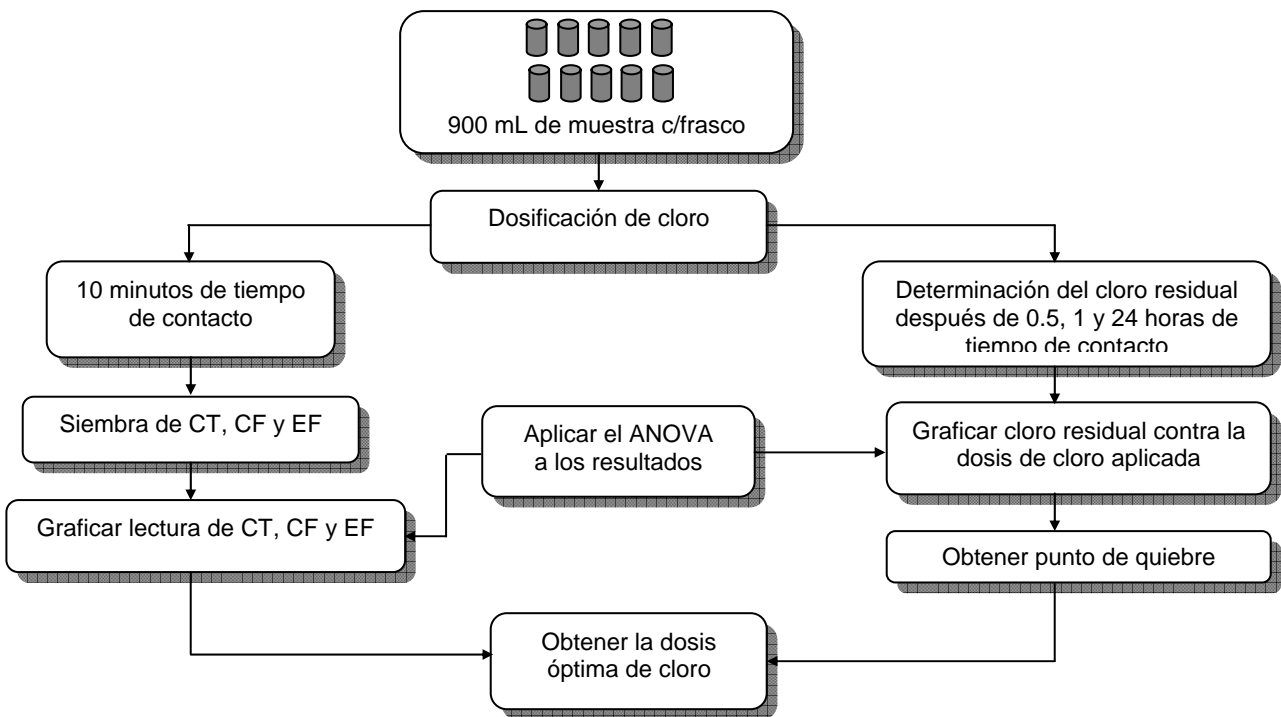 900 mL de muestra c/frasco
Dosificación de cloro
10 minutos de tiempo
de contacto
Siembra de CT, CF y EF
Graficar lectura de CT, CF y EF
Aplicar el ANOVA
a los resultados
Determinación del cloro residual
después de 0.5, 1 y 24 horas de
tiempo de contacto
Graficar cloro residual contra la
dosis de cloro aplicada
Obtener punto de quiebre
Obtener la dosis
óptima de cloro